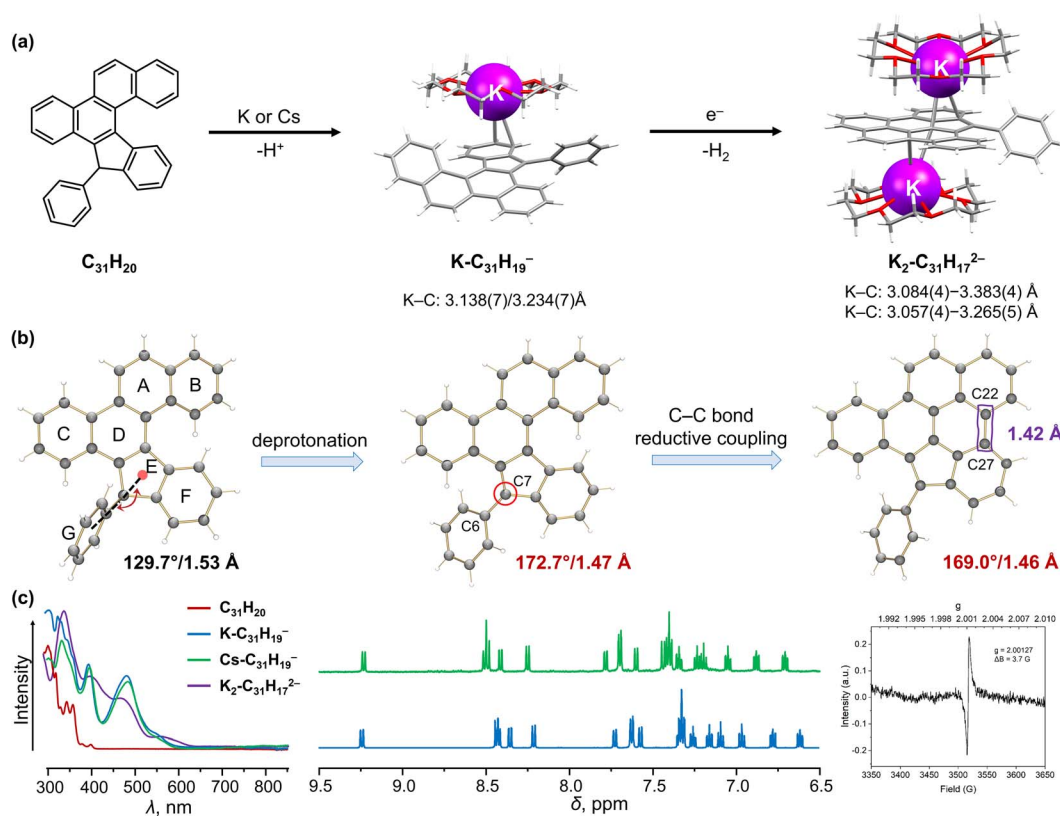 (a)
K or Cs
-H⁺
K
e⁻
-H₂
K
K
C₃₁H₂₀
K-C₃₁H₁₉⁻
K₂-C₃₁H₁₇²⁻
K–C: 3.138(7)/3.234(7)Å
K–C: 3.084(4)−3.383(4) Å
K–C: 3.057(4)−3.265(5) Å
(b)
A
B
C
D
E
F
G
129.7°/1.53 Å
deprotonation
C7
C6
172.7°/1.47 Å
C–C bond
reductive coupling
C22
1.42 Å
C27
169.0°/1.46 Å
(c)
Intensity
C₃₁H₂₀
K-C₃₁H₁₉⁻
Cs-C₃₁H₁₉⁻
K₂-C₃₁H₁₇²⁻
300 400 500 600 700 800
λ, nm
9.5 9.0 8.5 8.0 7.5 7.0 6.5
δ, ppm
g
1.992 1.995 1.998 2.001 2.004 2.007 2.010
g = 2.00127
ΔB = 3.7 G
Intensity (a.u.)
0.2
0.1
0.0
-0.1
-0.2
3350 3400 3450 3500 3550 3600 3650
Field (G)